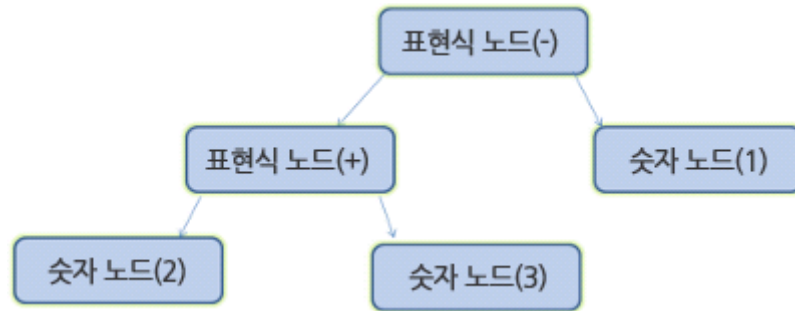 표현식 노드(-)
표현식 노드(+)
숫자 노드(1)
숫자 노드(2)
숫자 노드(3)